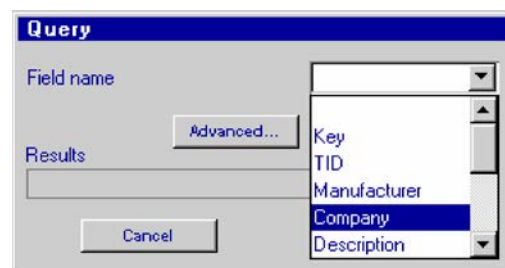 Query
Field name
Advanced...
Key
TID
Results
Manufacturer
Company
Cancel
Description